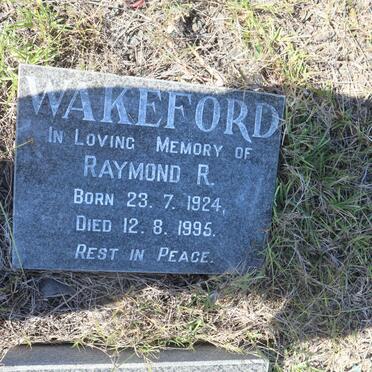 WAKEFORD
IN LOVING MEMORY OF
RAYMOND R.
BORN 23. 7. 1924,
DIED 12. 8. 1995.
REST IN PEACE.